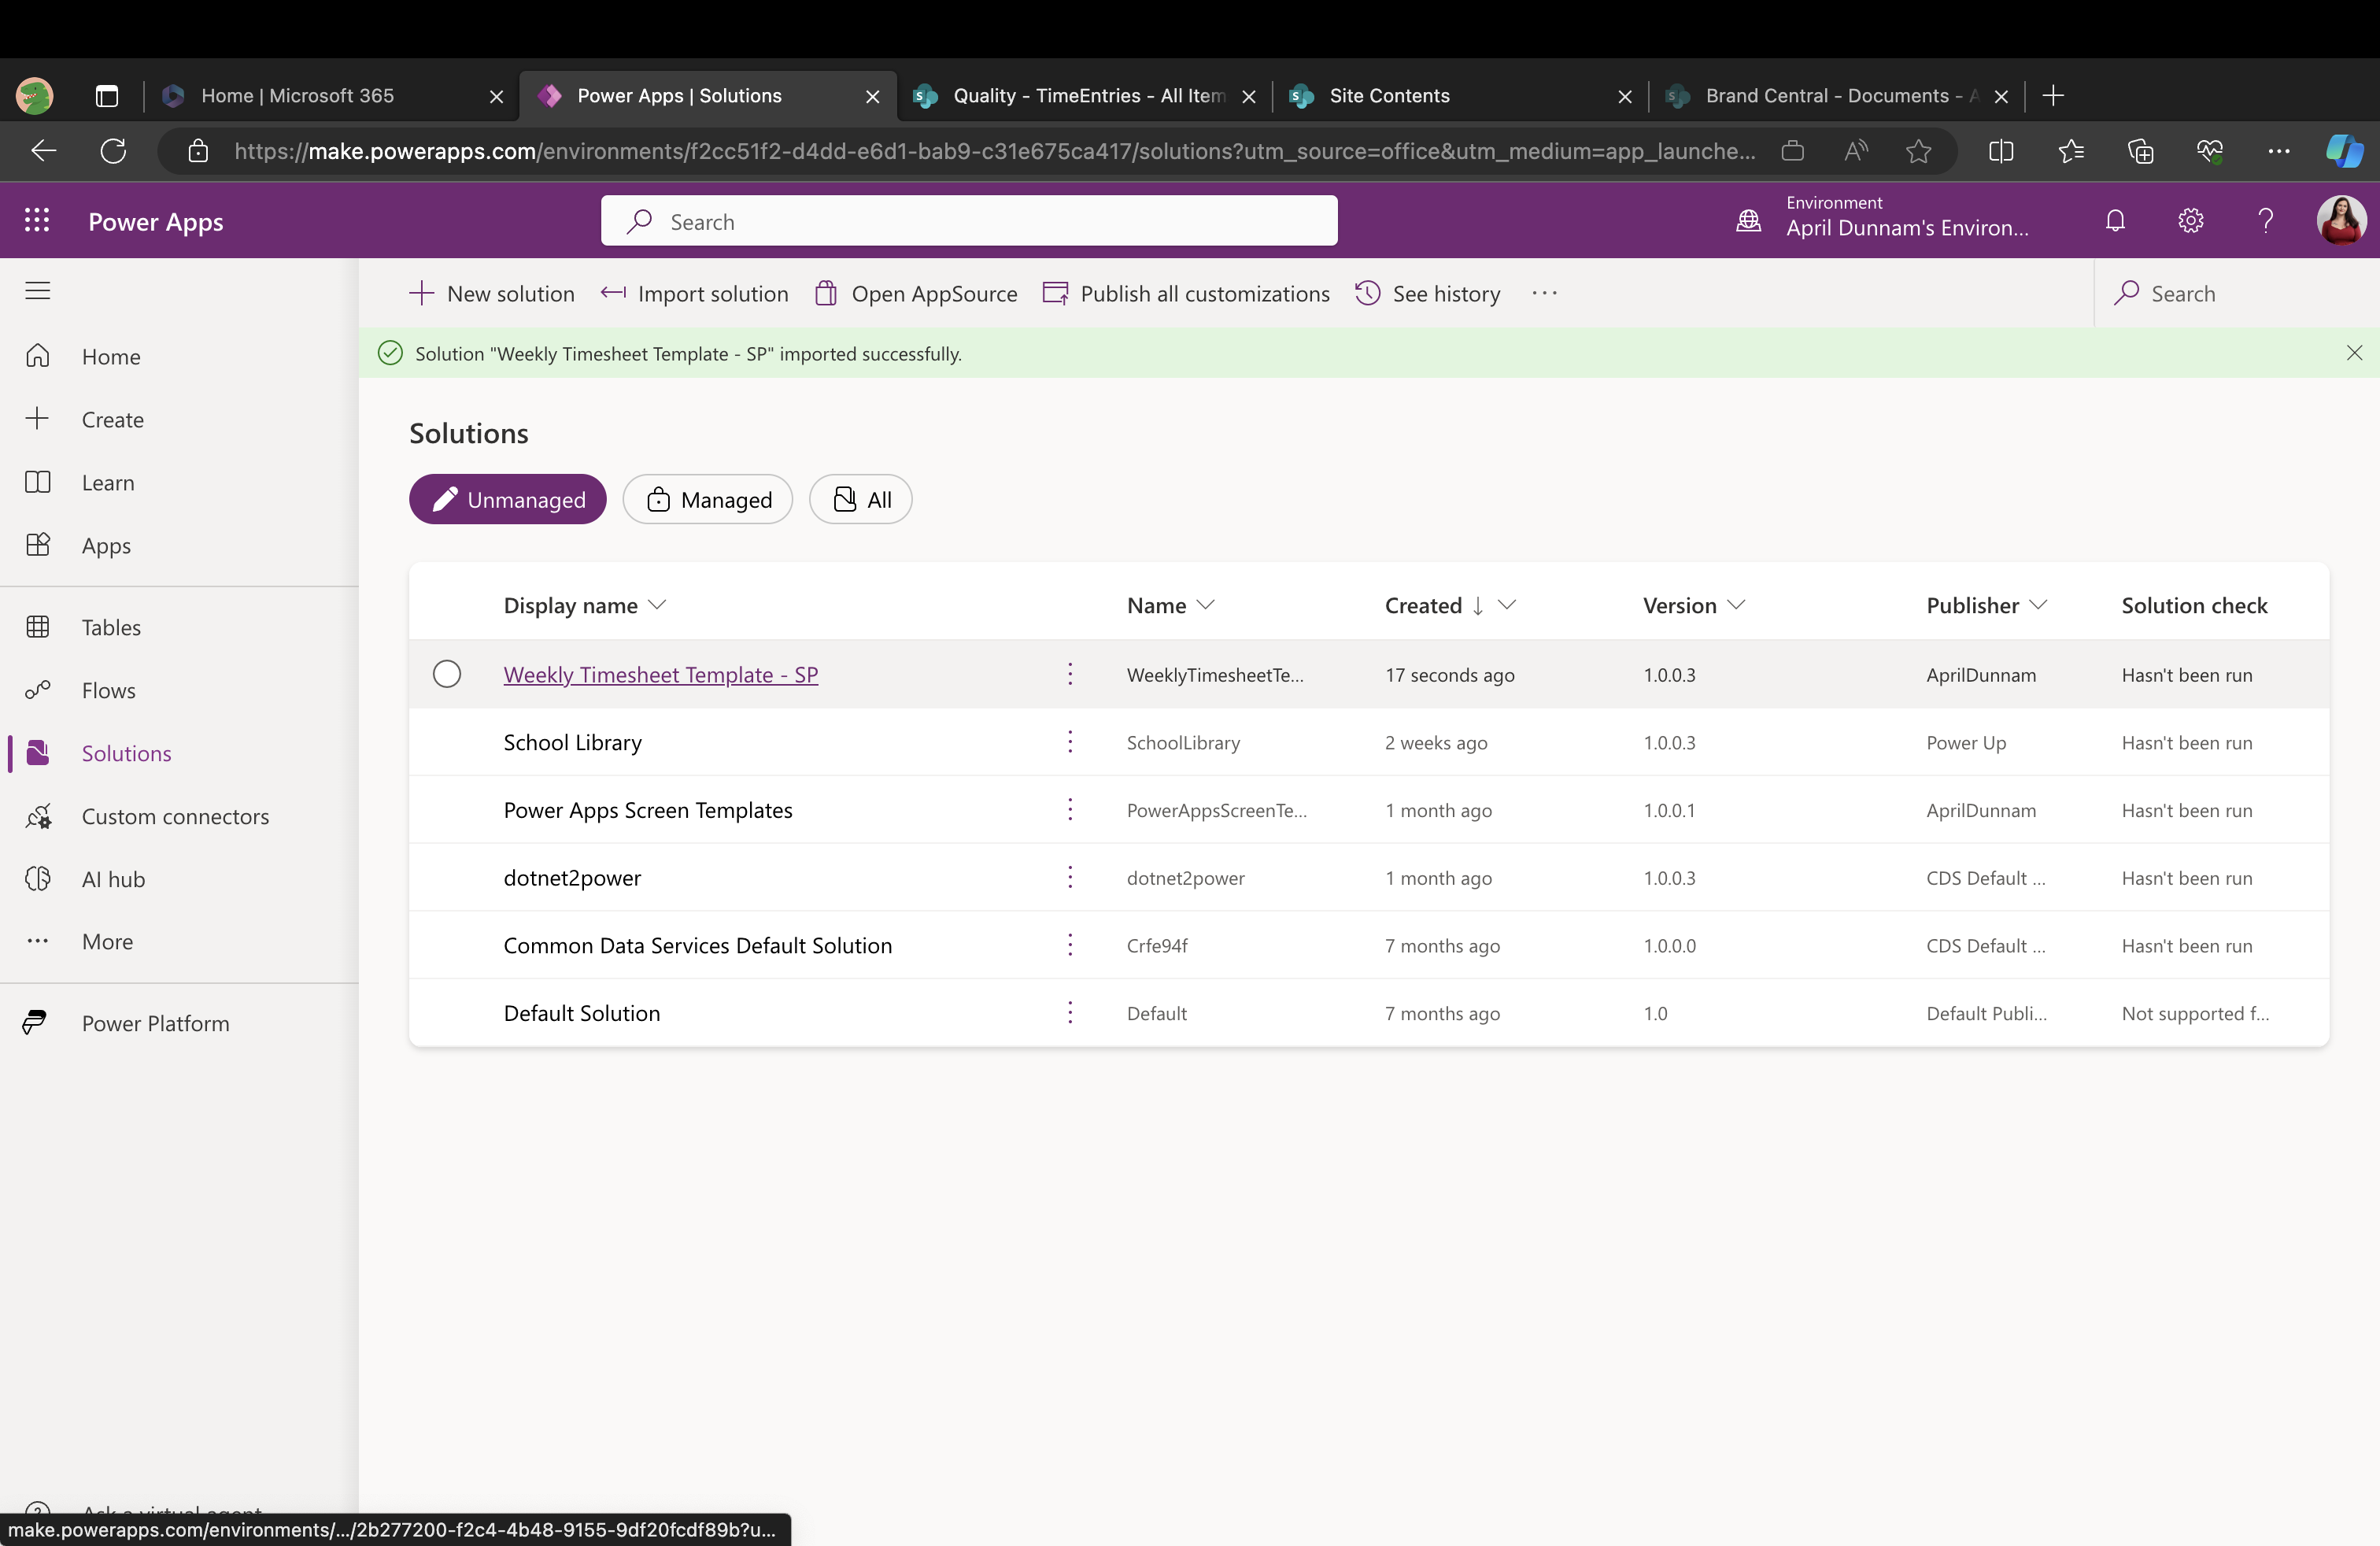 Home | Microsoft 365
Power Apps | Solutions
Quality - TimeEntries - All Item
Site Contents
Brand Central - Documents - A
https://make.powerapps.com/environments/f2cc51f2-d4dd-e6d1-bab9-c31e675ca417/solutions?utm_source=office&utm_medium=app_launche...
Power Apps
Search
Environment
April Dunnam's Environ...
New solution
Import solution
Open AppSource
Publish all customizations
See history
Search
Solution "Weekly Timesheet Template - SP" imported successfully.
Home
Create
Learn
Apps
Tables
Flows
Solutions
Custom connectors
AI hub
More
Power Platform
Solutions
Unmanaged
Managed
All
Display name Name Created Version Publisher Solution check
Weekly Timesheet Template - SP WeeklyTimesheetTe... 17 seconds ago 1.0.0.3 AprilDunnam Hasn't been run
School Library SchoolLibrary 2 weeks ago 1.0.0.3 Power Up Hasn't been run
Power Apps Screen Templates PowerAppsScreenTe... 1 month ago 1.0.0.1 AprilDunnam Hasn't been run
dotnet2power dotnet2power 1 month ago 1.0.0.3 CDS Default ... Hasn't been run
Common Data Services Default Solution Crfe94f 7 months ago 1.0.0.0 CDS Default ... Hasn't been run
Default Solution Default 7 months ago 1.0 Default Publi... Not supported f...
Ask a virtual agent
make.powerapps.com/environments/.../2b277200-f2c4-4b48-9155-9df20fcdf89b?u...